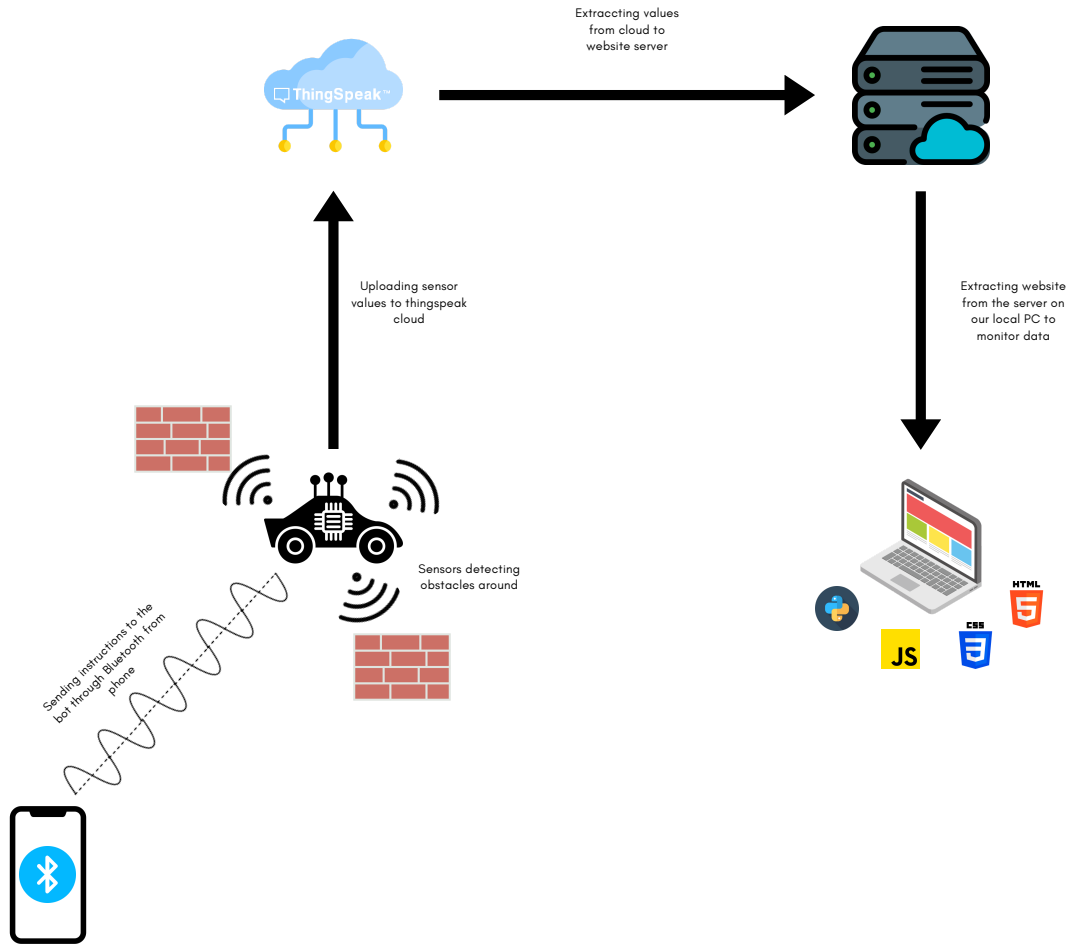 Extraccting values
from cloud to
website server
ThingSpeak™
Uploading sensor
values to thingspeak
cloud
Extracting website
from the server on
our local PC to
monitor data
Sensors detecting
obstacles around
Sending instructions to the
bot through Bluetooth from
phone
HTML
5
JS
CSS
3